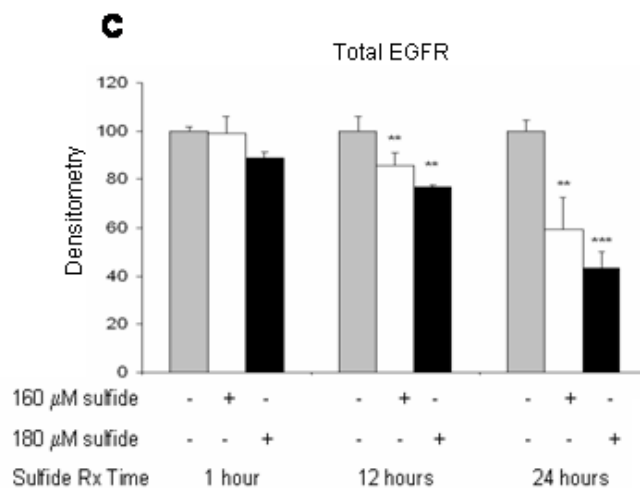 C
Total EGFR
Densitometry
120
100
80
60
40
20
0
** **
** ***
160 μM sulfide - + - - + - - + -
180 μM sulfide - - + - - + - - +
Sulfide Rx Time 1 hour 12 hours 24 hours